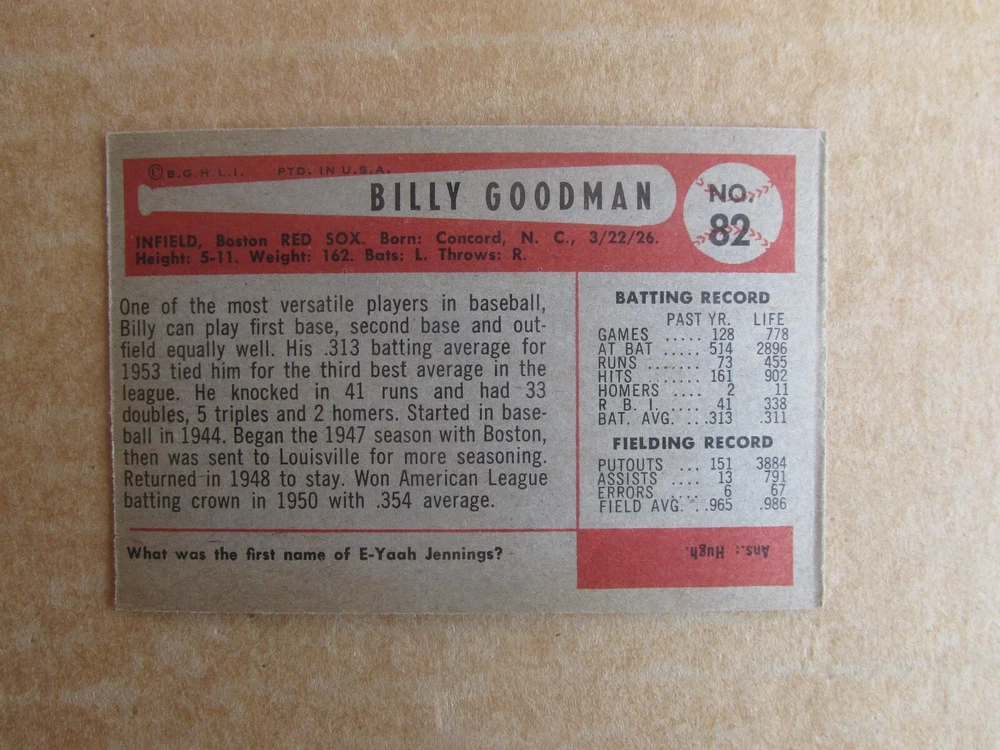 ©B.G.H.L.I. PTD. IN U.S.A.
BILLY GOODMAN
NO.
82
INFIELD, Boston RED SOX. Born: Concord, N. C., 3/22/26.
Height: 5-11. Weight: 162. Bats: L. Throws: R.
One of the most versatile players in baseball,
Billy can play first base, second base and out-
field equally well. His .313 batting average for
1953 tied him for the third best average in the
league. He knocked in 41 runs and had 33
doubles, 5 triples and 2 homers. Started in base-
ball in 1944. Began the 1947 season with Boston,
then was sent to Louisville for more seasoning.
Returned in 1948 to stay. Won American League
batting crown in 1950 with .354 average.
BATTING RECORD
PAST YR. LIFE
GAMES ..... 128 778
AT BAT ..... 514 2896
RUNS ....... 73 455
HITS ....... 161 902
HOMERS .... 2 11
R. B. I. .... 41 338
BAT. AVG. ...313 .311
FIELDING RECORD
PUTOUTS ... 151 3884
ASSISTS .... 13 791
ERRORS .... 6 67
FIELD AVG. ..965 .986
What was the first name of E-Yaah Jennings?
Ans.: Hugh.